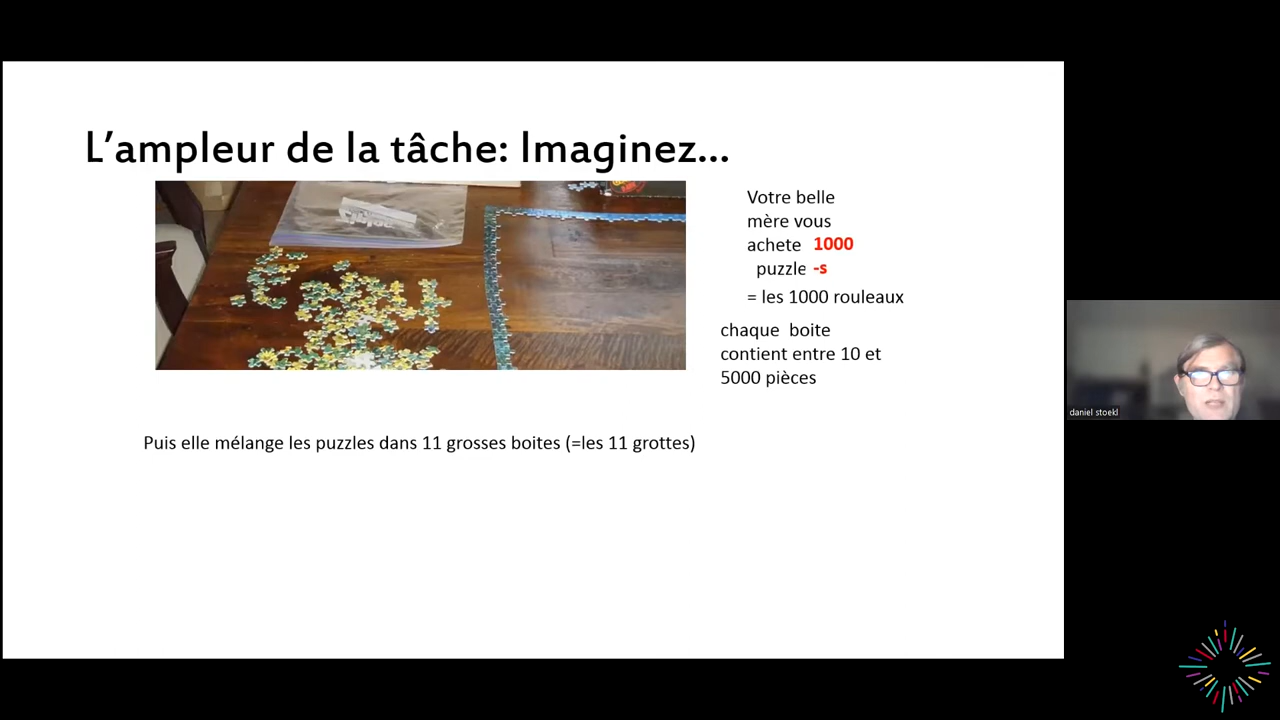 L'ampleur de la tâche: Imaginez...
Votre belle
mère vous
achete 1000
puzzle -s
= les 1000 rouleaux
chaque boite
contient entre 10 et
5000 pièces
Puis elle mélange les puzzles dans 11 grosses boites (=les 11 grottes)
daniel stoekl